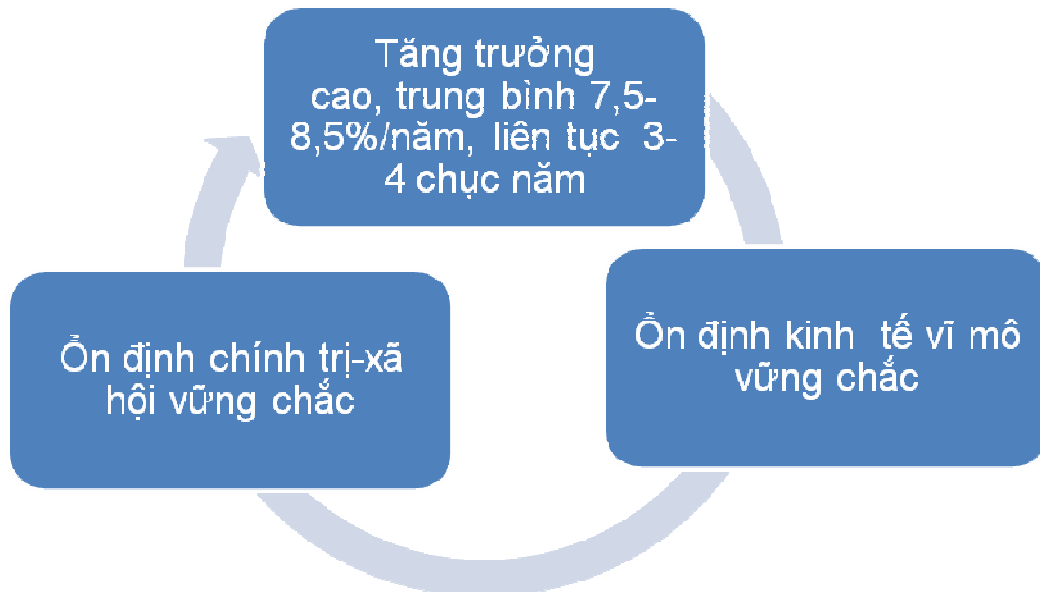 Tăng trưởng
cao, trung bình 7,5-
8,5%/năm, liên tục 3-
4 chục năm
Ổn định kinh tế vĩ mô
vững chắc
Ổn định chính trị-xã
hội vững chắc